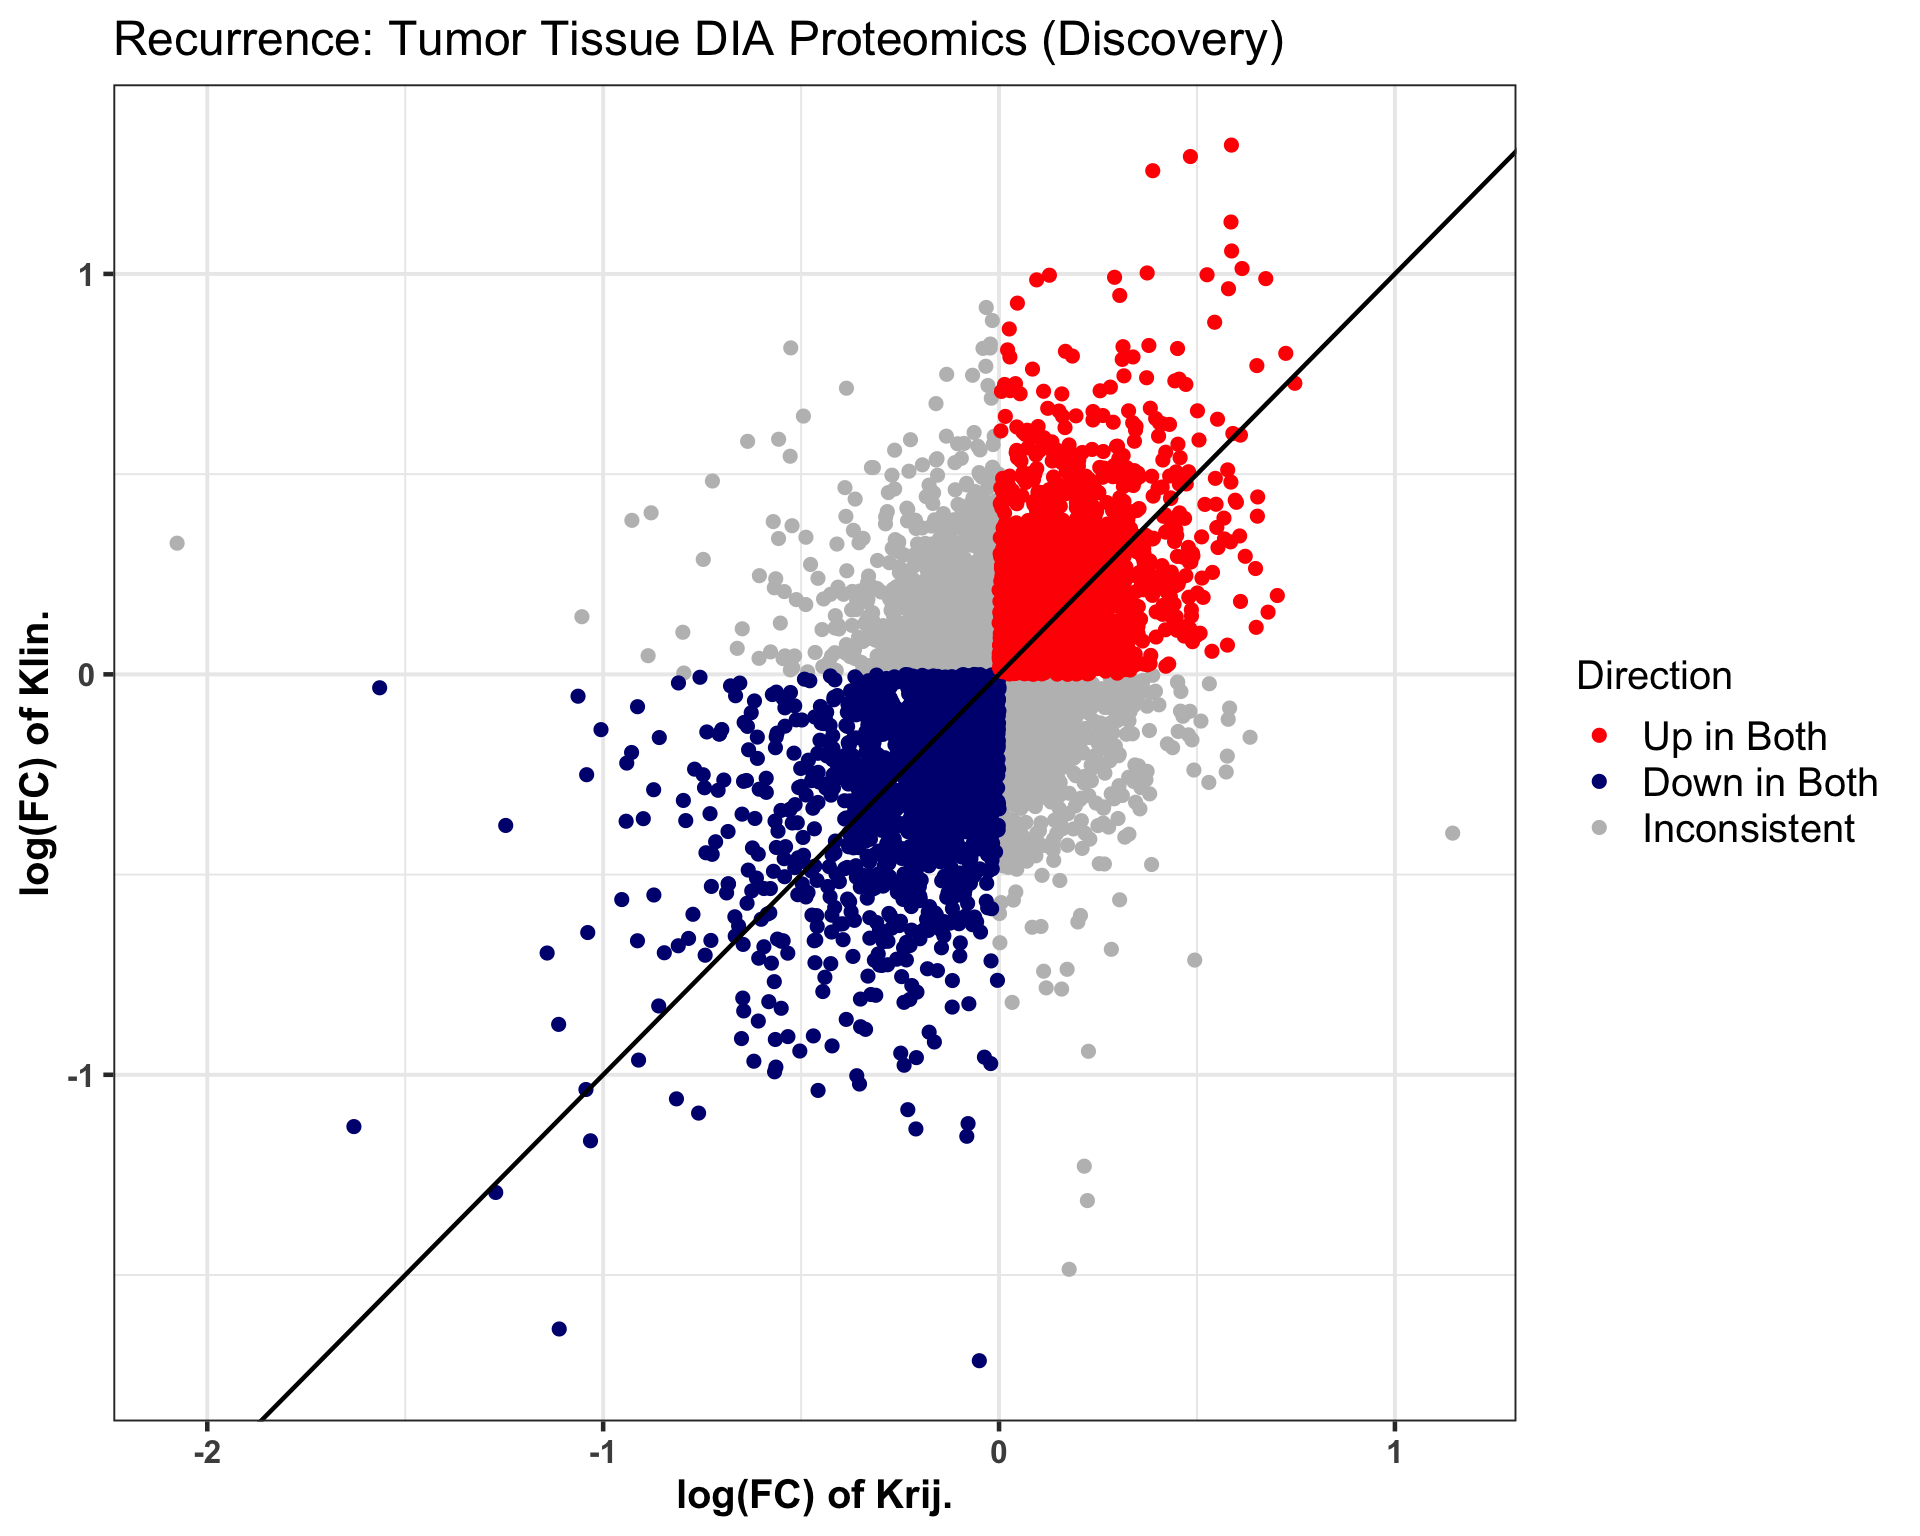 Recurrence: Tumor Tissue DIA Proteomics (Discovery)
log(FC) of Klin.
1
0
-1
-2
-1
0
1
log(FC) of Krij.
Direction
Up in Both
Down in Both
Inconsistent